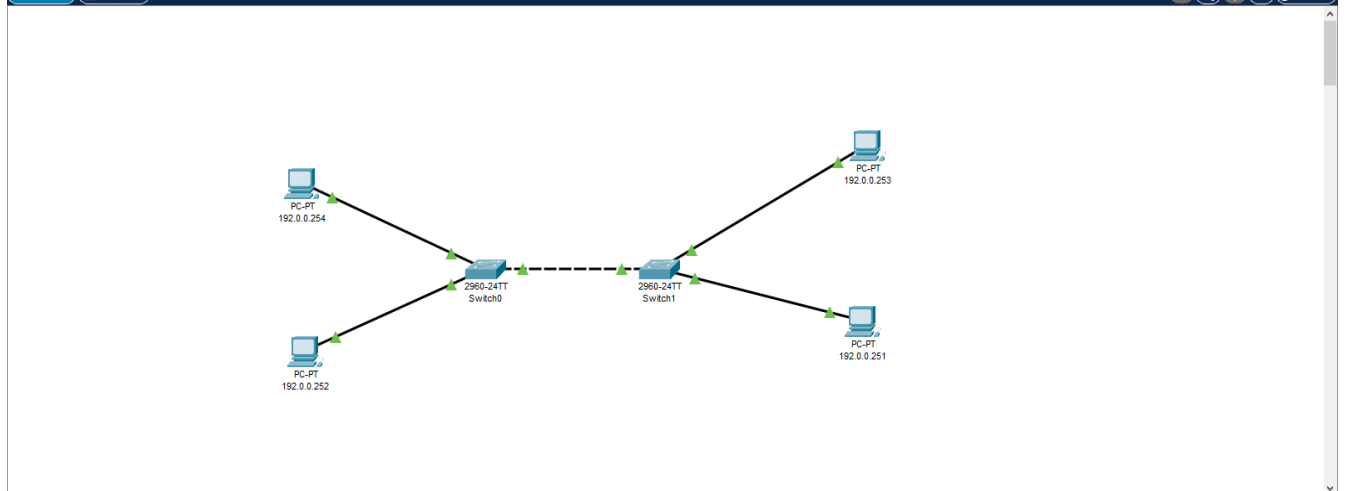 PC-PT
192.0.0.253
PC-PT
192.0.0.254
2960-24TT
Switch0
2960-24TT
Switch1
PC-PT
192.0.0.251
PC-PT
192.0.0.252